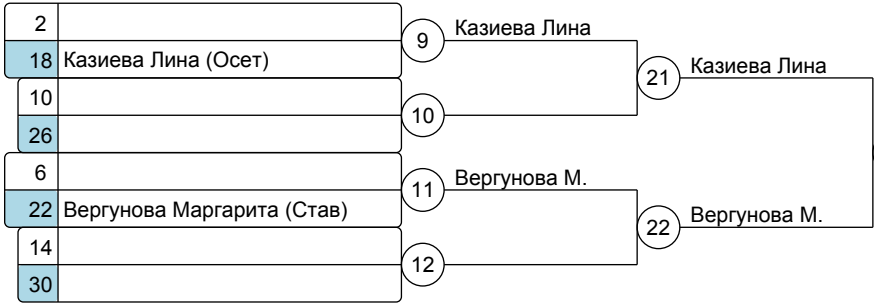 2
9 Казиева Лина
18 Казиева Лина (Осет)
21 Казиева Лина
10
10
26
6
11 Вергунова М.
22 Вергунова Маргарита (Став)
22 Вергунова М.
14
12
30